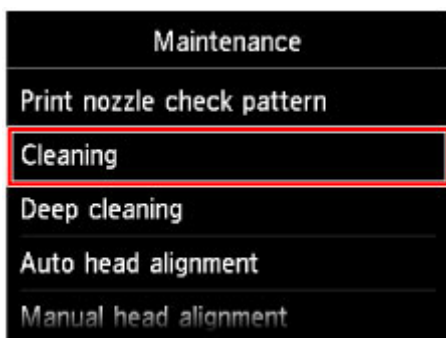 Maintenance
Print nozzle check pattern
Cleaning
Deep cleaning
Auto head alignment
Manual head alignment